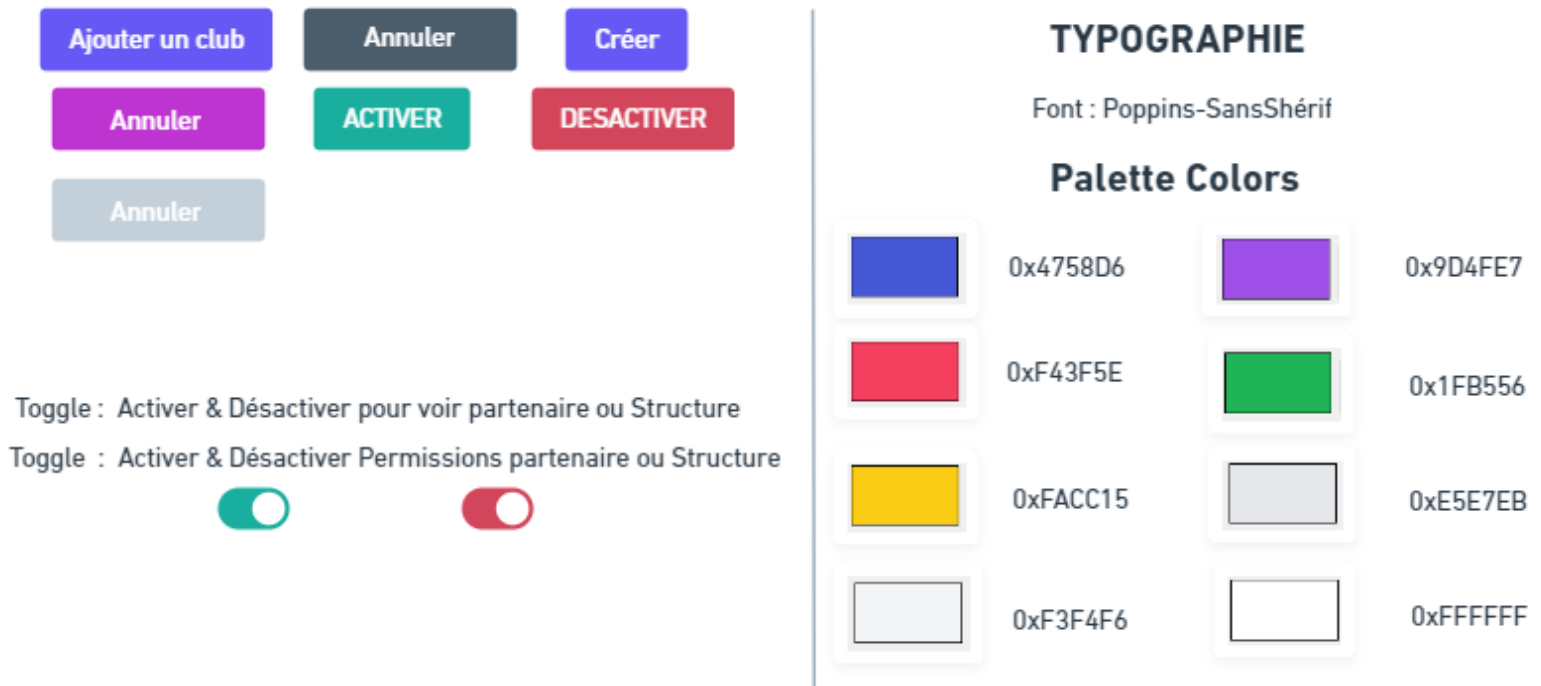 Ajouter un club
Annuler
Créer
Annuler
ACTIVER
DESACTIVER
Annuler
Toggle : Activer & Désactiver pour voir partenaire ou Structure
Toggle : Activer & Désactiver Permissions partenaire ou Structure
TYPOGRAPHIE
Font : Poppins-SansShérif
Palette Colors
0x4758D6
0x9D4FE7
0xF43F5E
0x1FB556
0xFACC15
0xE5E7EB
0xF3F4F6
0xFFFFFF